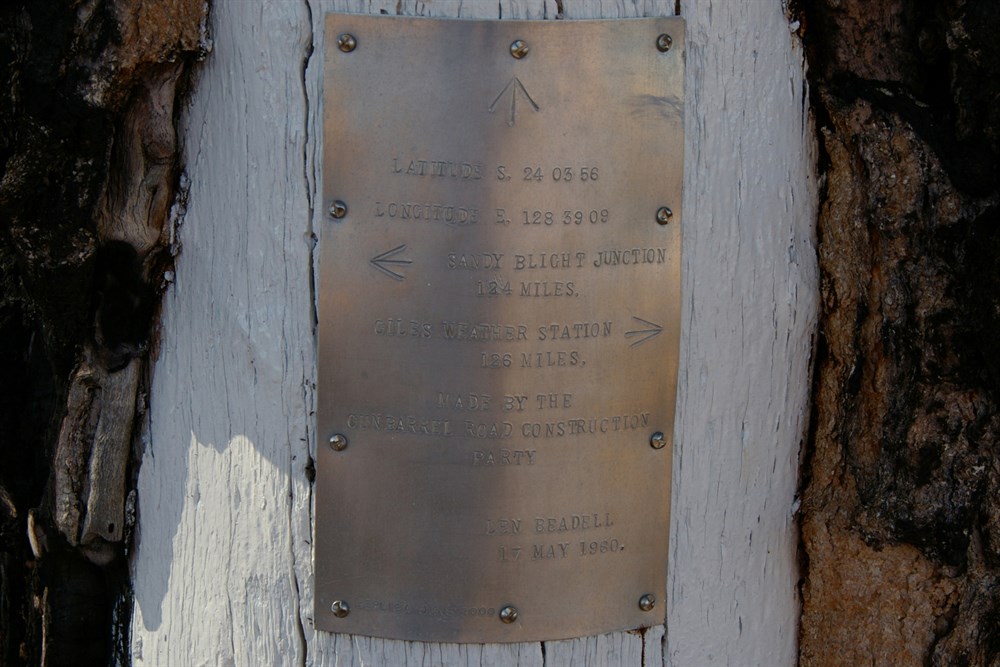 LATITUDE S. 24 03 56
LONGITUDE E. 128 39 09
SANDY BLIGHT JUNCTION
124 MILES.
GILES WEATHER STATION
126 MILES.
MADE BY THE
GUNBARREL ROAD CONSTRUCTION
PARTY
LEN BEADELL
17 MAY 1960.